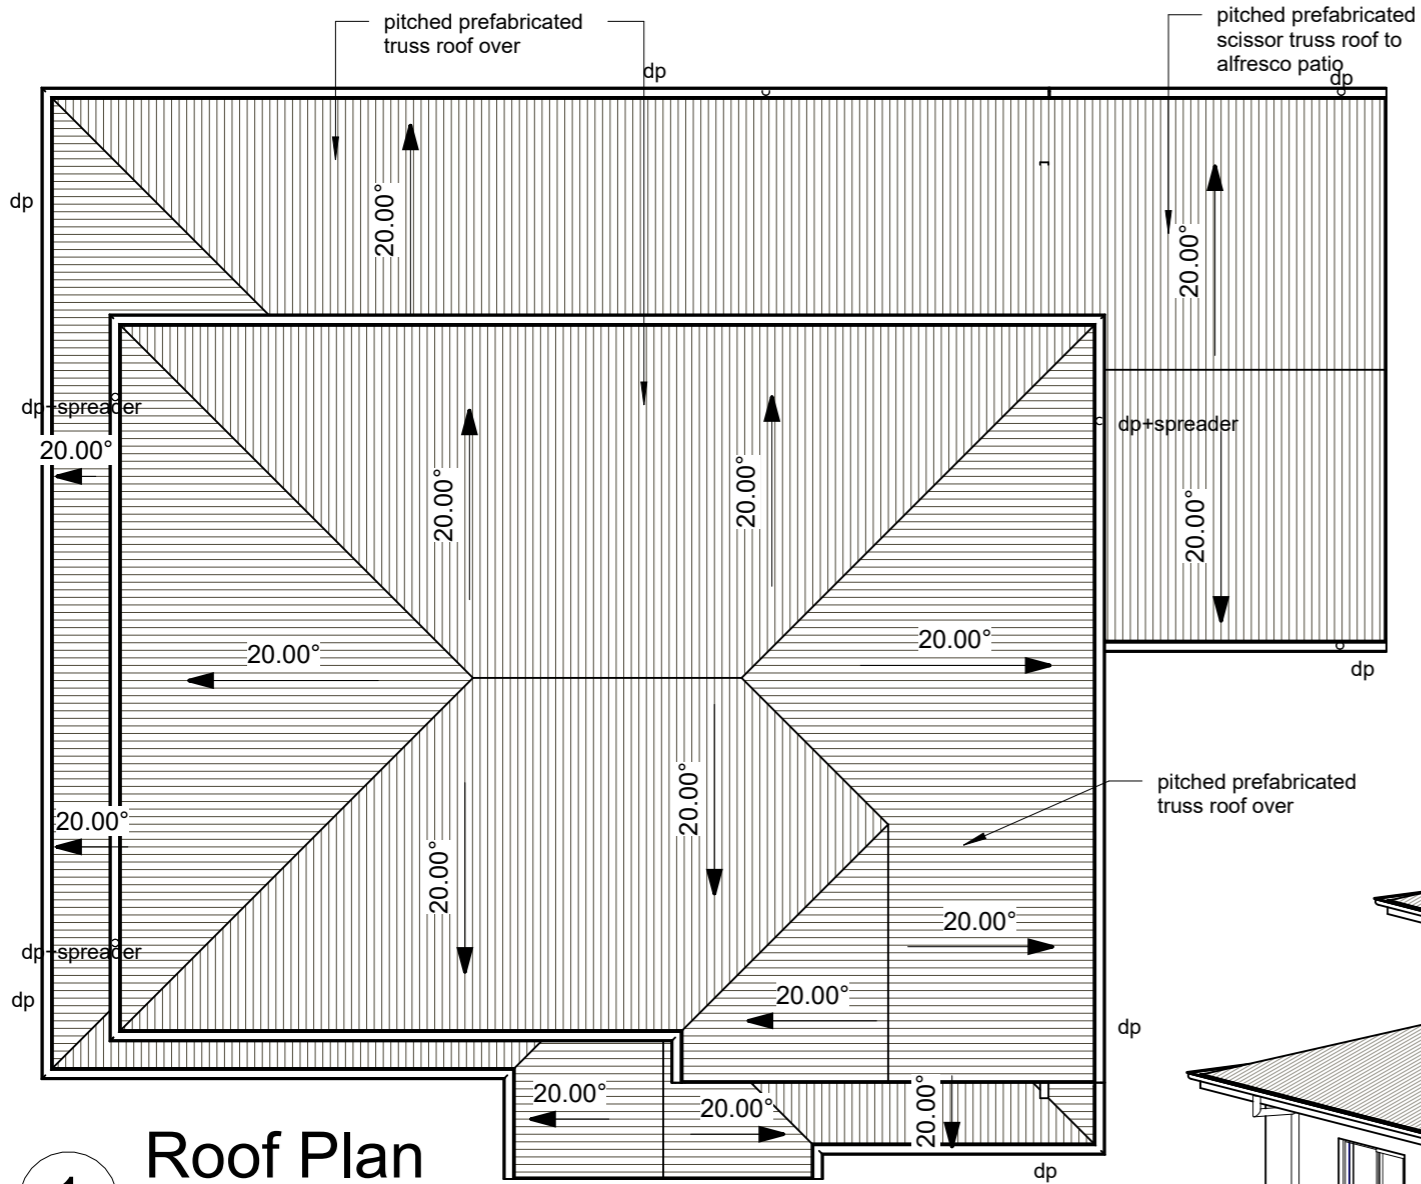 pitched prefabricated
truss roof over
pitched prefabricated
scissor truss roof to
alfresco patio
dp
dp
dp
20.00°
20.00°
dp+spreader
dp+spreader
20.00°
20.00°
20.00°
20.00°
20.00°
20.00°
dp
pitched prefabricated
truss roof over
20.00°
20.00°
20.00°
20.00°
dp+spreader
dp
20.00°
dp
20.00°
20.00°
20.00°
dp
Roof Plan